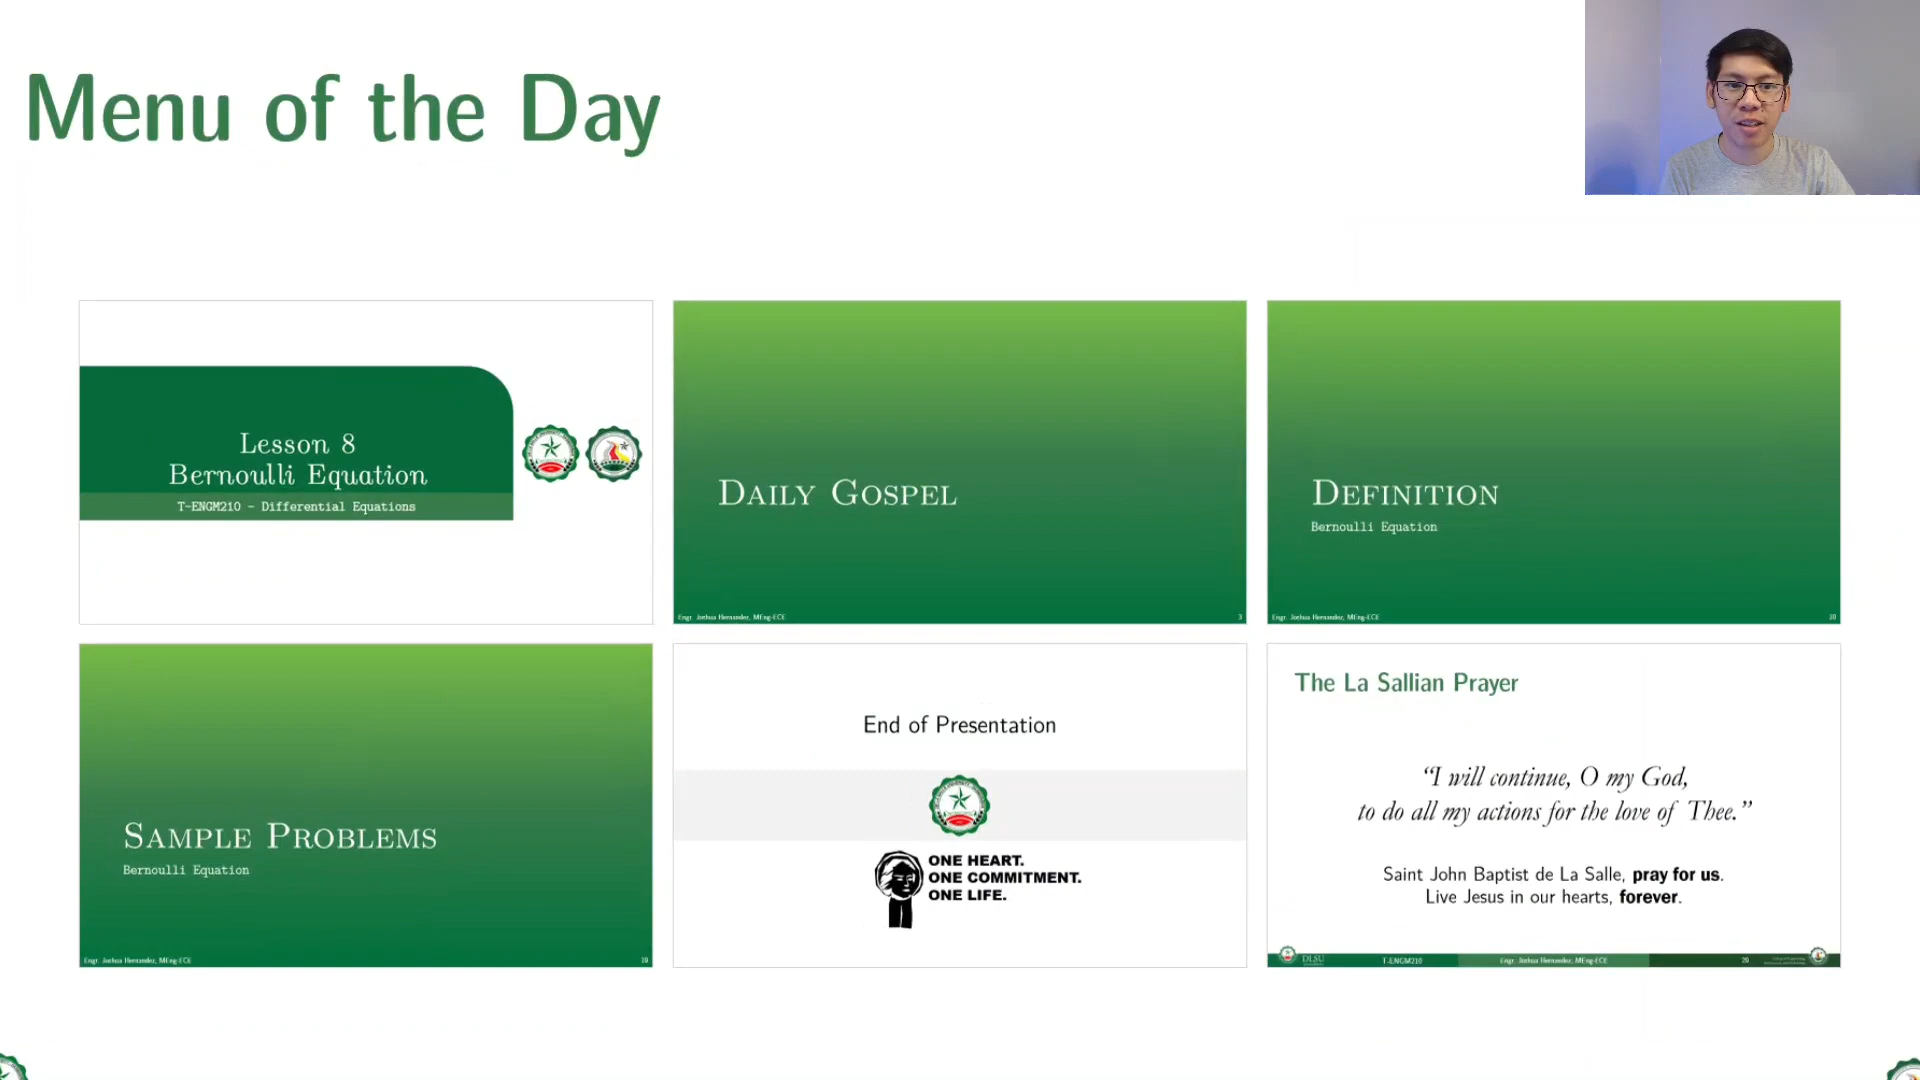 Menu of the Day
Lesson 8
Bernoulli Equation
T-ENGM210 - Differential Equations
DAILY GOSPEL
Engr. Joshua Hernandez, MEng-ECE
3
DEFINITION
Bernoulli Equation
Engr. Joshua Hernandez, MEng-ECE
10
SAMPLE PROBLEMS
Bernoulli Equation
Engr. Joshua Hernandez, MEng-ECE
19
End of Presentation
ONE HEART.
ONE COMMITMENT.
ONE LIFE.
The La Sallian Prayer
“I will continue, O my God,
to do all my actions for the love of Thee.”
Saint John Baptist de La Salle, pray for us.
Live Jesus in our hearts, forever.
DLSU
T-ENGM210
Engr. Joshua Hernandez, MEng-ECE
29